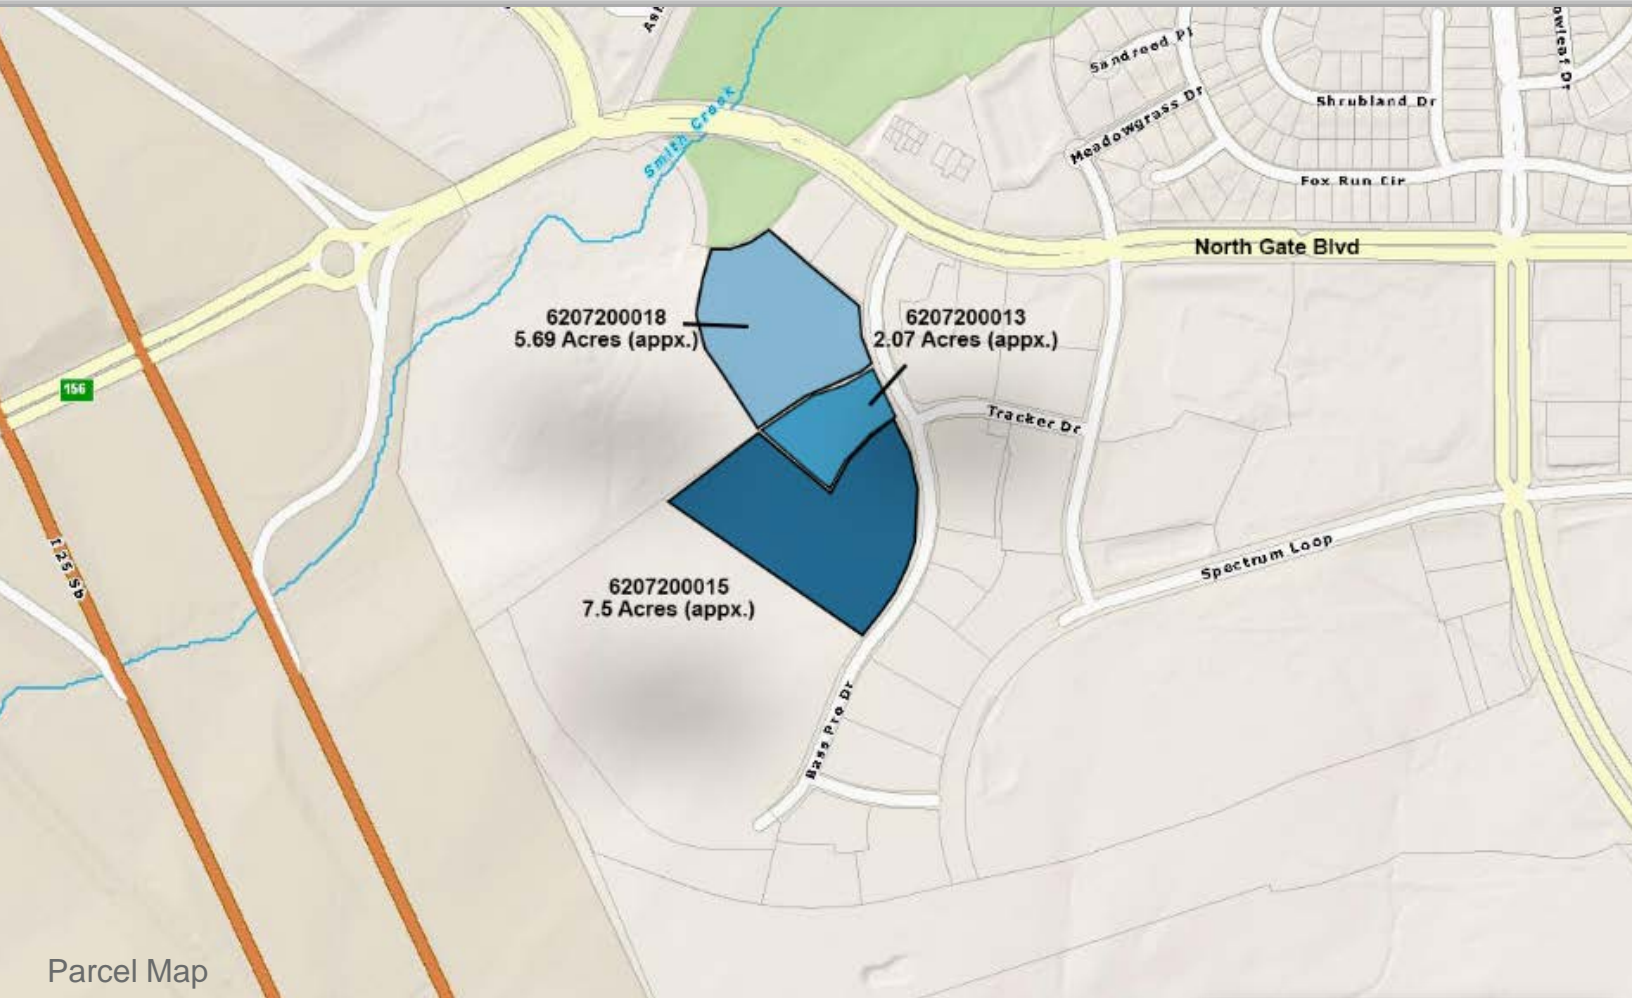 Sandreed Pl
Shrubland Dr
Meadowgrass Dr
Smith Creek
Fox Run Cir
North Gate Blvd
6207200018
5.69 Acres (appx.)
6207200013
2.07 Acres (appx.)
156
Tracker Dr
I 25 Sb
Spectrum Loop
6207200015
7.5 Acres (appx.)
Bass Pro Dr
Parcel Map